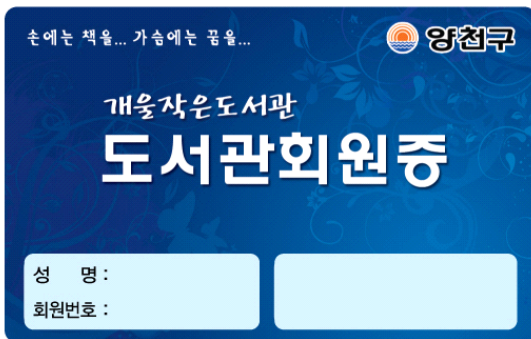 손에는 책을... 가슴에는 꿈을...
양천구
개울작은도서관
도서관회원증
성 명 :
회원번호 :